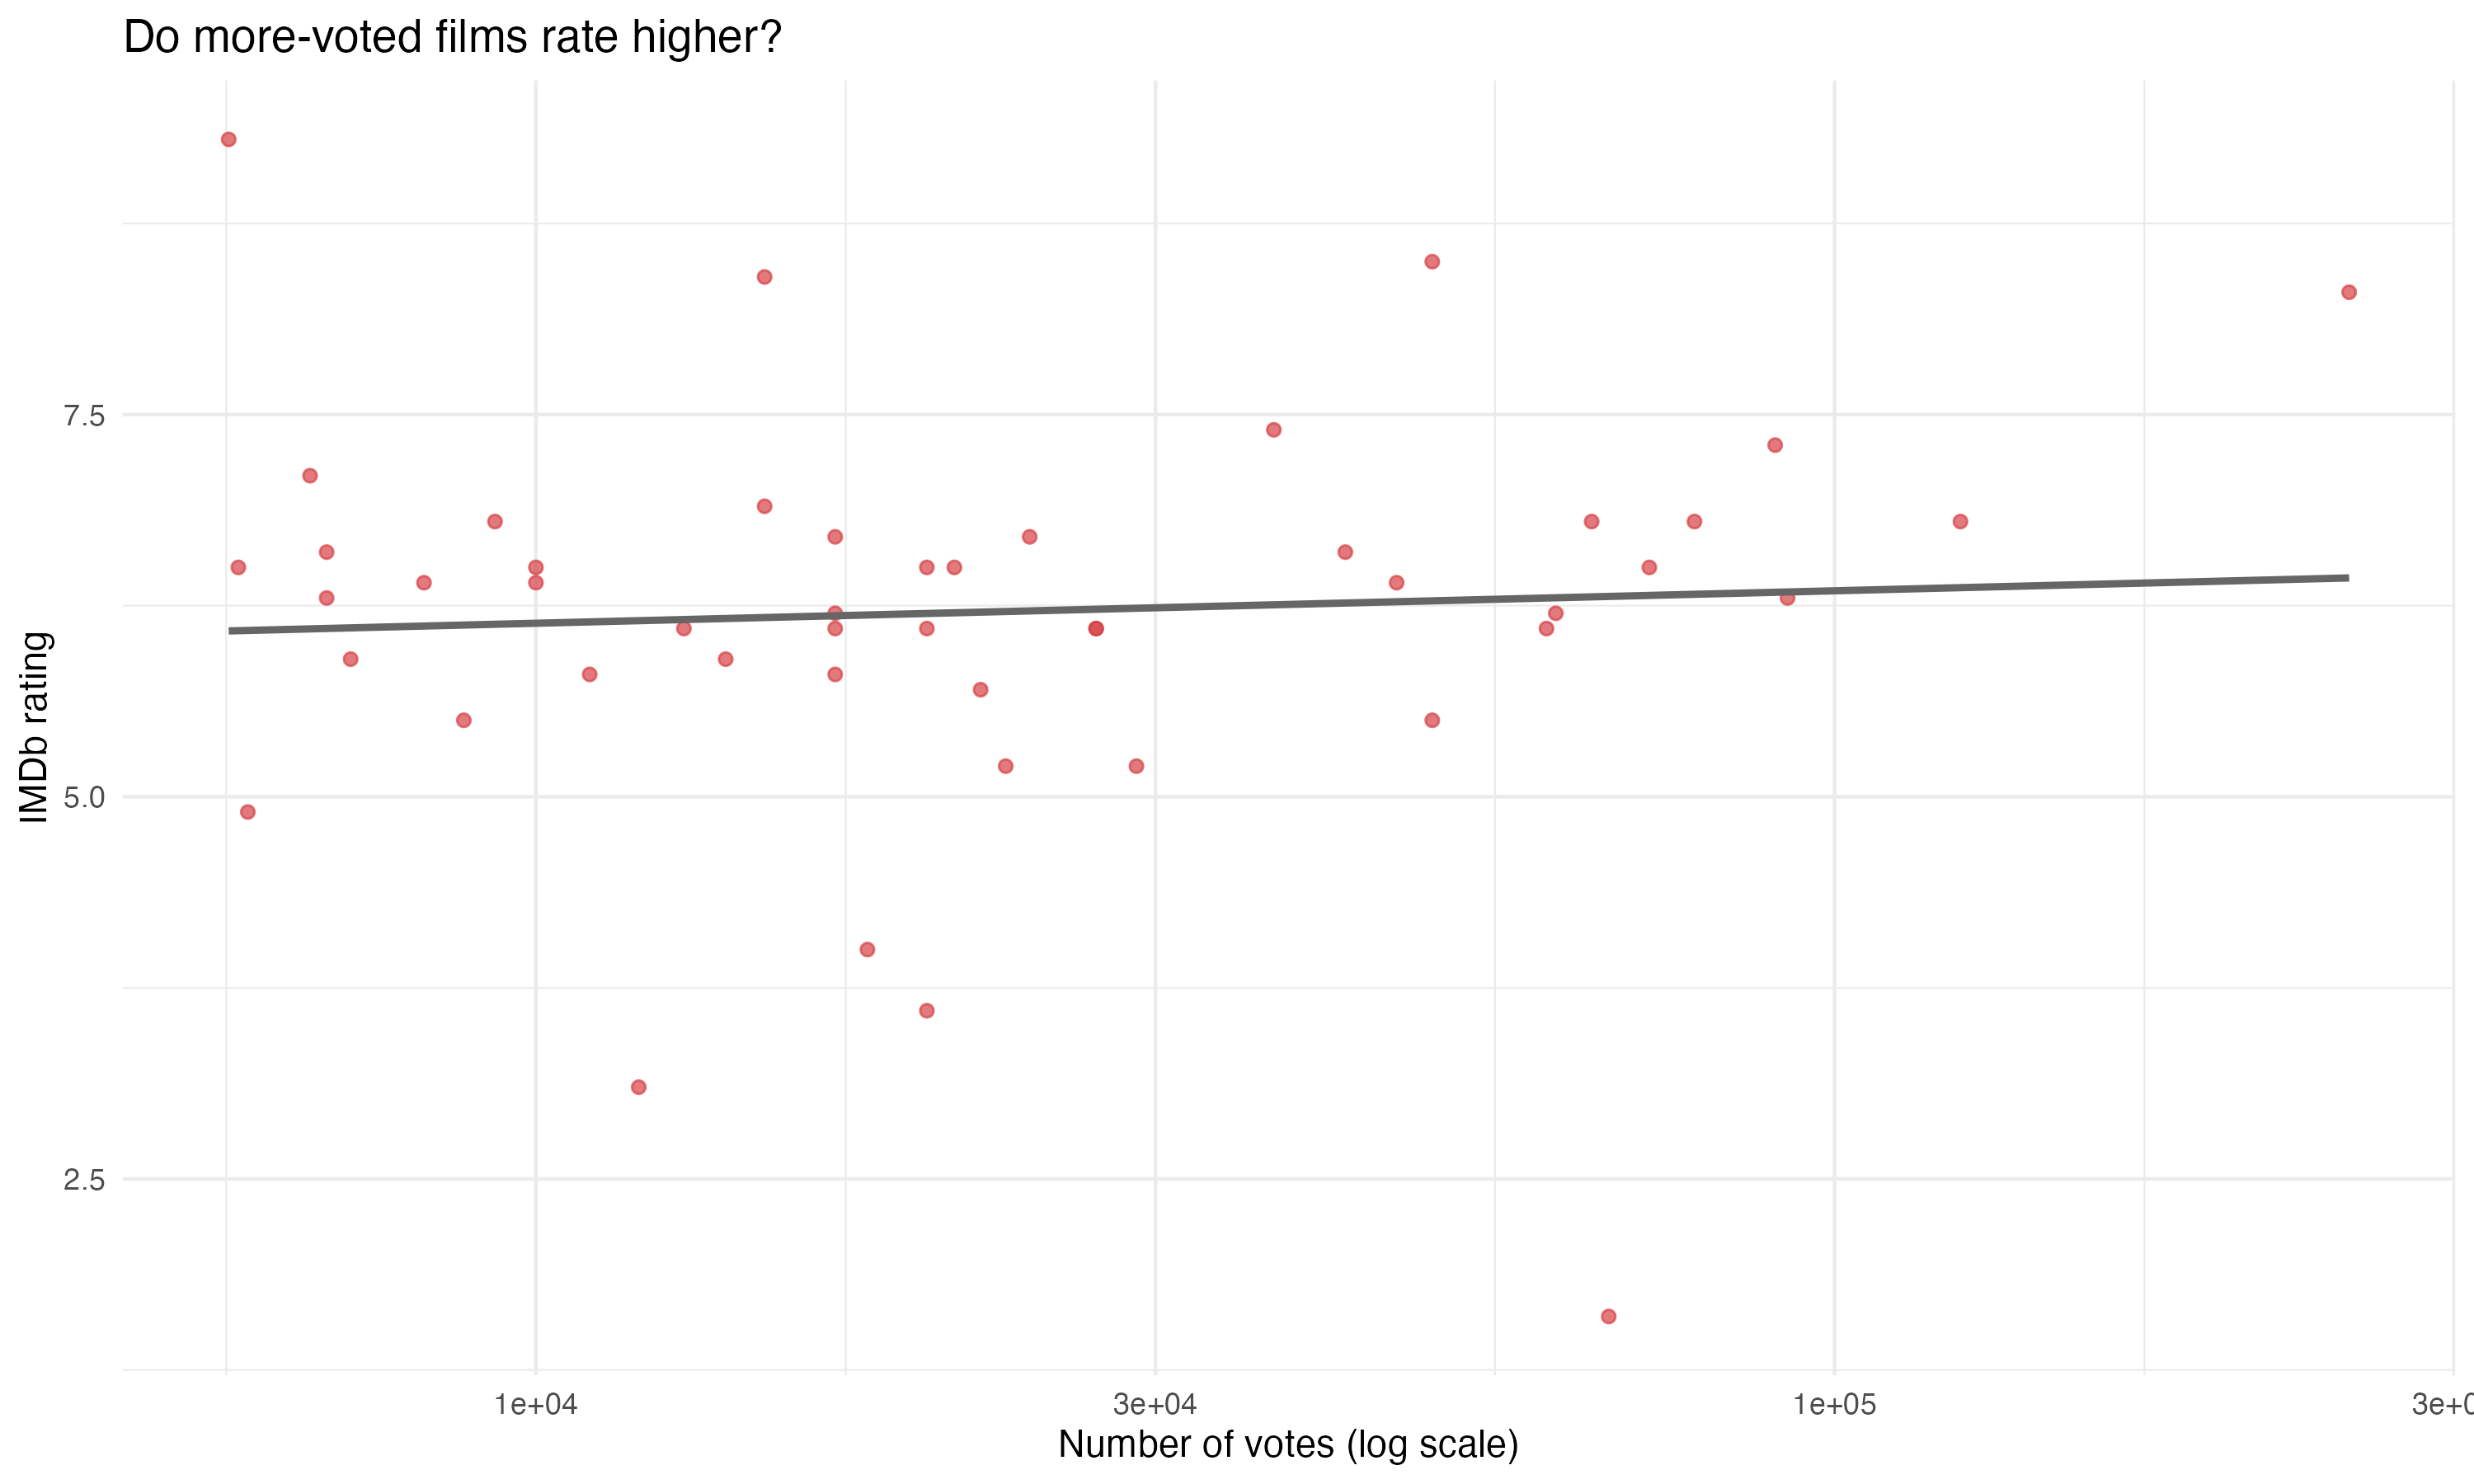 Do more-voted films rate higher?
IMDb rating
7.5
5.0
2.5
1e+04 3e+04 1e+05
Number of votes (log scale)